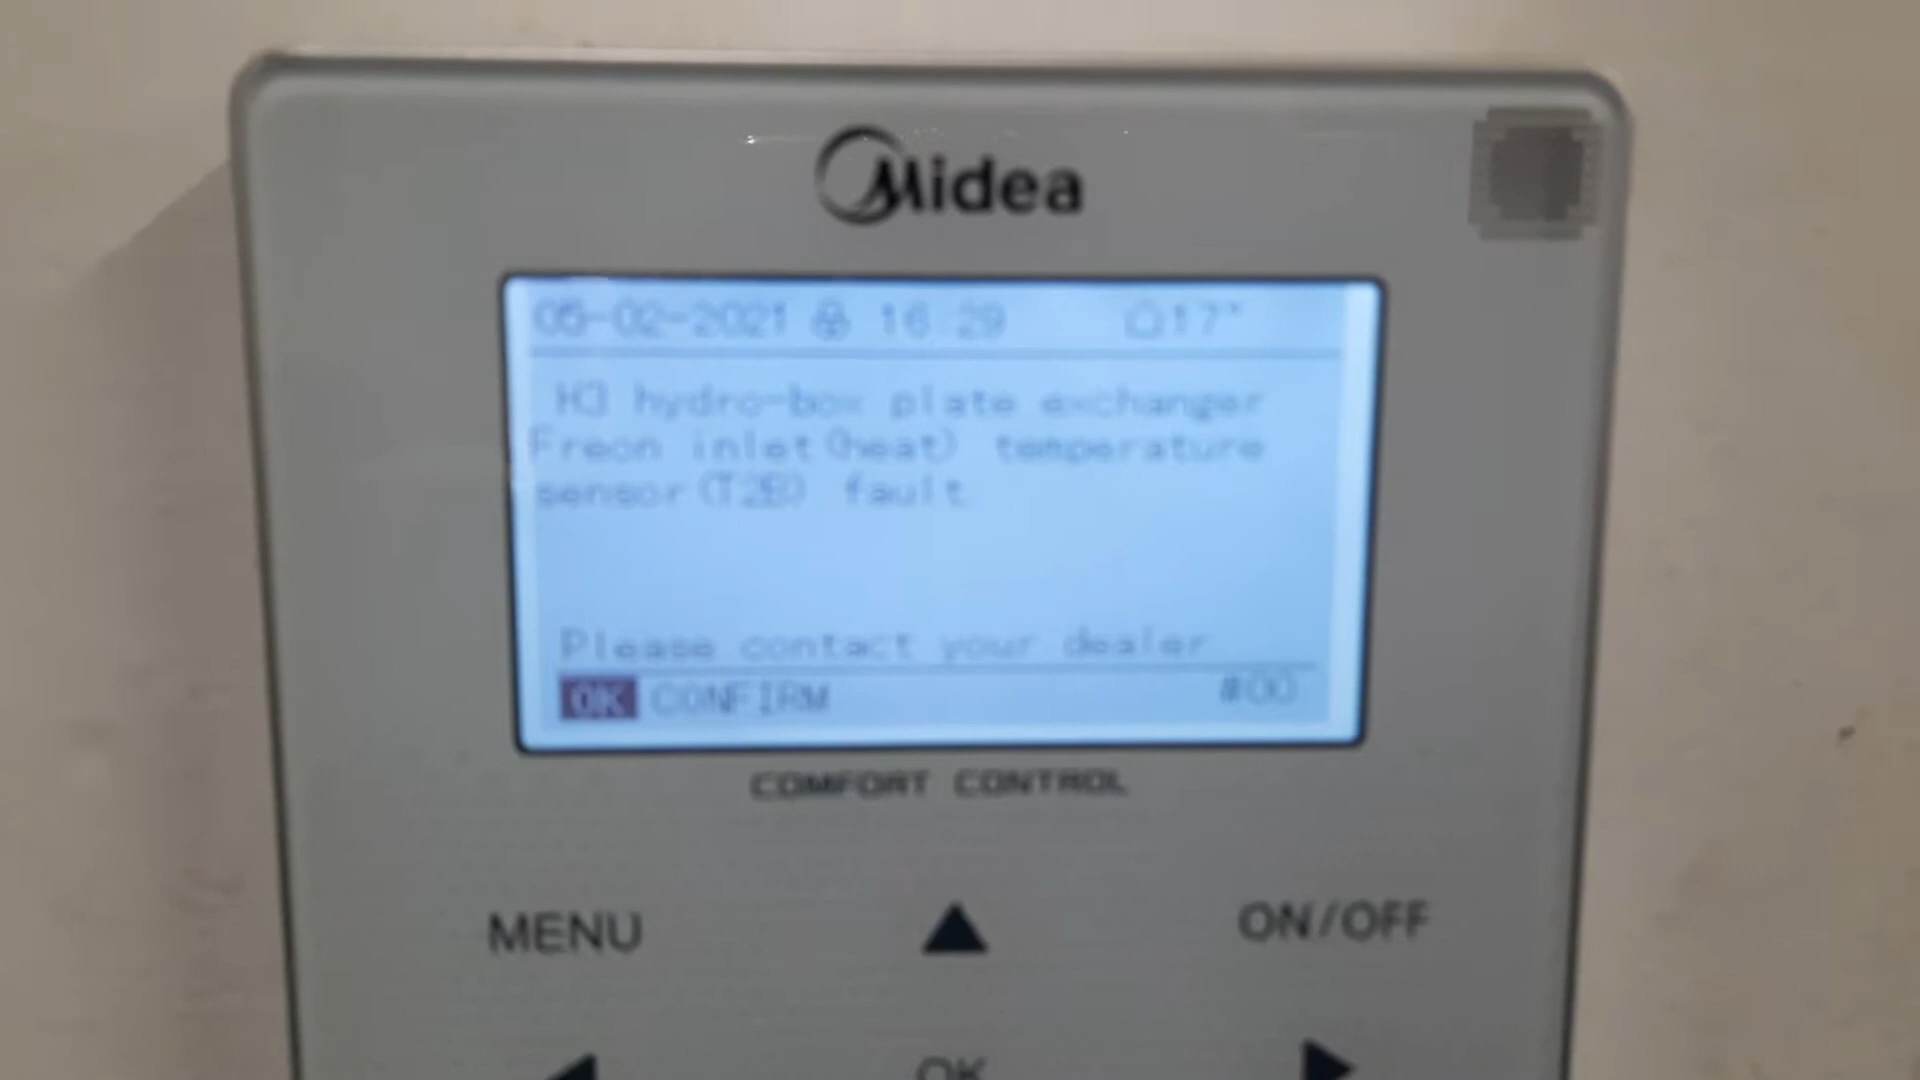 Midea
05-02-2021 16:29 17°
H3 hydro-box plate exchanger
Freon inlet(heat) temperature
sensor(T2B) fault
Please contact your dealer
OK CONFIRM #00
COMFORT CONTROL
MENU ON/OFF
OK